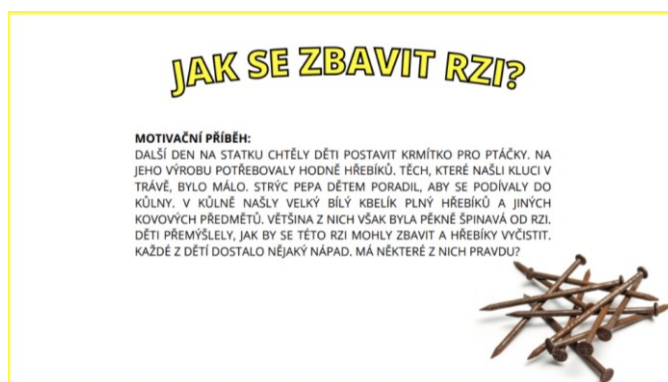 JAK SE ZBAVIT RZI?
MOTIVAČNÍ PŘÍBĚH:
DALŠÍ DEN NA STATKU CHTĚLY DĚTI POSTAVIT KRMÍTKO PRO PTÁČKY. NA
JEHO VÝROBU POTŘEBOVALY HODNĚ HŘEBÍKŮ. TĚCH, KTERÉ NAŠLI KLUCI V
TRÁVĚ, BYLO MÁLO. STRÝC PEPA DĚTEM PORADIL, ABY SE PODÍVALY DO
KŮLNY. V KŮLNĚ NAŠLY VELKÝ BÍLÝ KBELÍK PLNÝ HŘEBÍKŮ A JINÝCH
KOVOVÝCH PŘEDMĚTŮ. VĚTŠINA Z NICH VŠAK BYLA PĚKNĚ ŠPINAVÁ OD RZI.
DĚTI PŘEMÝŠLELY, JAK BY SE TÉTO RZI MOHLY ZBAVIT A HŘEBÍKY VYČISTIT.
KAŽDÉ Z DĚTÍ DOSTALO NĚJAKÝ NÁPAD. MÁ NĚKTERÉ Z NICH PRAVDU?